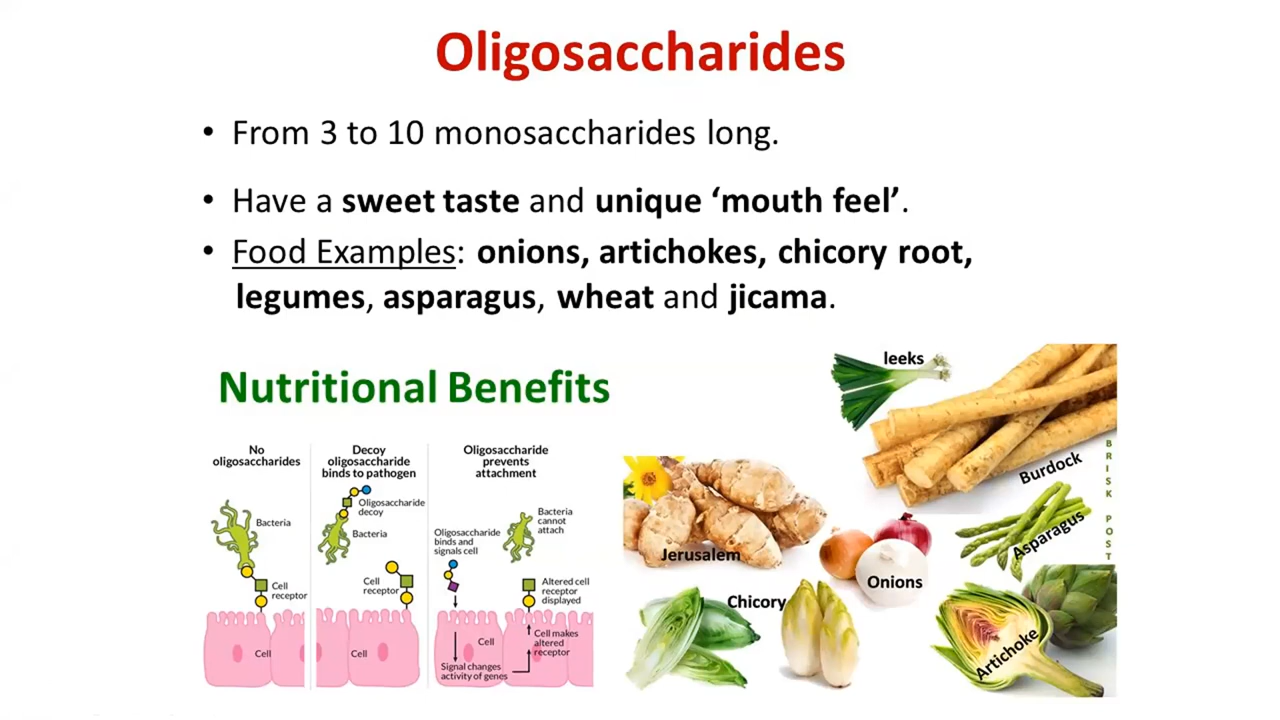 Oligosaccharides
• From 3 to 10 monosaccharides long.
• Have a sweet taste and unique ‘mouth feel’.
• Food Examples: onions, artichokes, chicory root,
legumes, asparagus, wheat and jicama.
Nutritional Benefits
No
oligosaccharides
Bacteria
Cell
receptor
Cell
Decoy
oligosaccharide
binds to pathogen
Oligosaccharide
decoy
Bacteria
Cell
receptor
Cell
Oligosaccharide
prevents
attachment
Oligosaccharide
binds and
signals cell
Bacteria
cannot
attach
Altered cell
receptor
displayed
Cell
Cell makes
altered
receptor
Signal changes
activity of genes
leeks
Burdock
BRISK POST
Jerusalem
Asparagus
Onions
Chicory
Artichoke